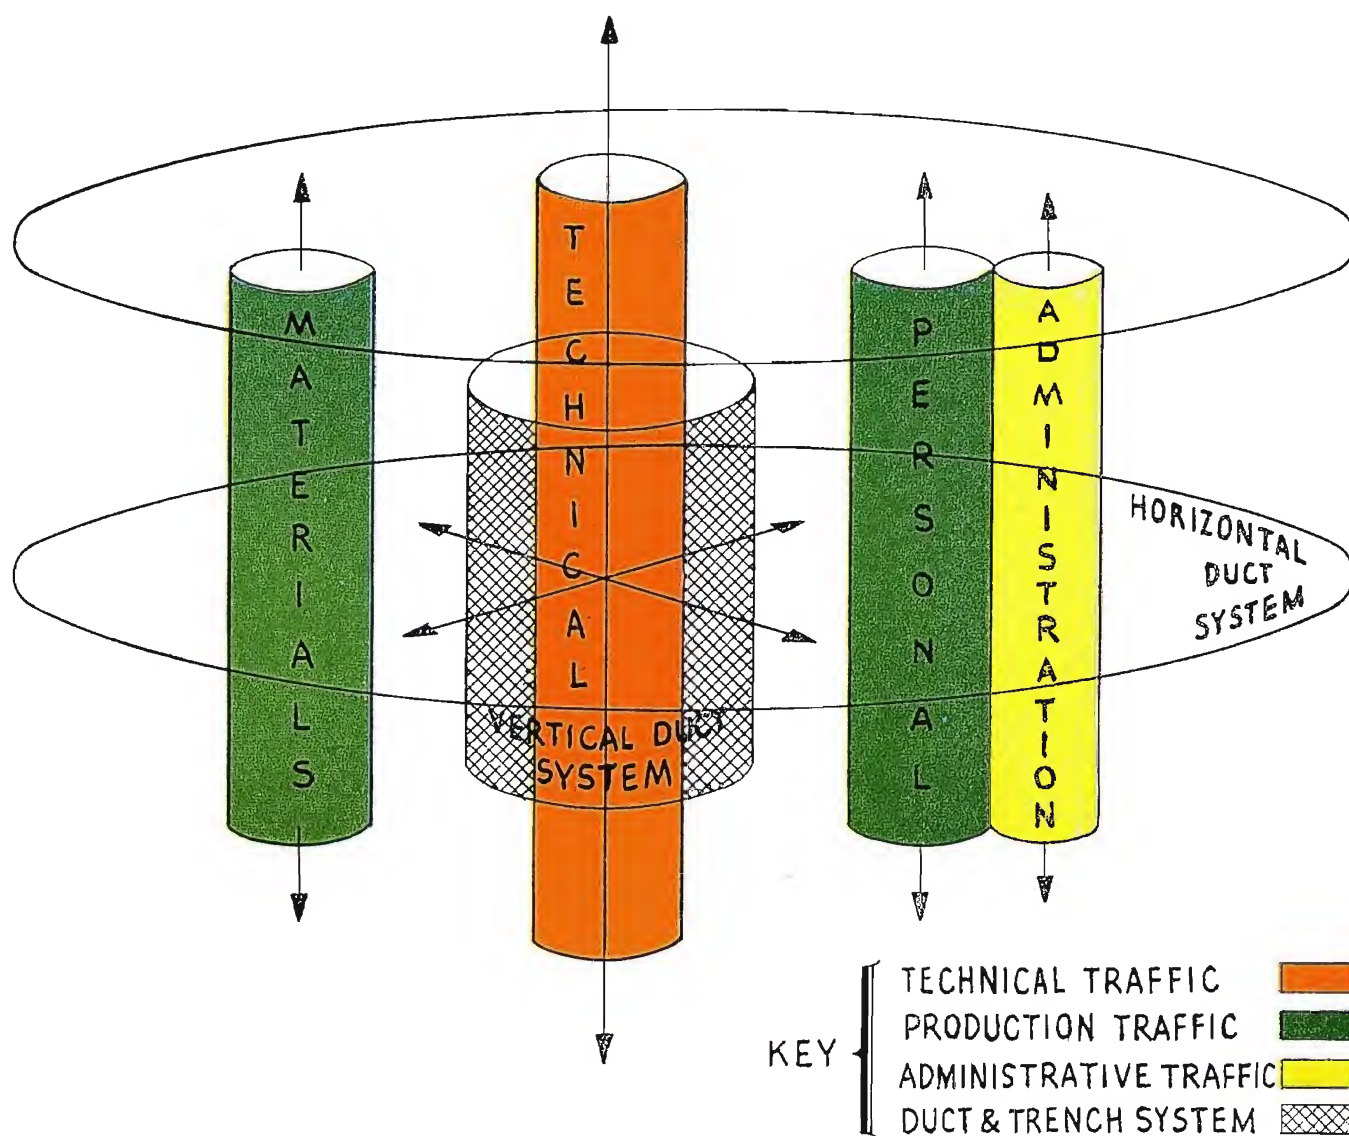 MATERIALS
TECHNICAL
VERTICAL DUCT
SYSTEM
PERSONAL
ADMINISTRATION
HORIZONTAL
DUCT
SYSTEM
KEY
TECHNICAL TRAFFIC
PRODUCTION TRAFFIC
ADMINISTRATIVE TRAFFIC
DUCT & TRENCH SYSTEM